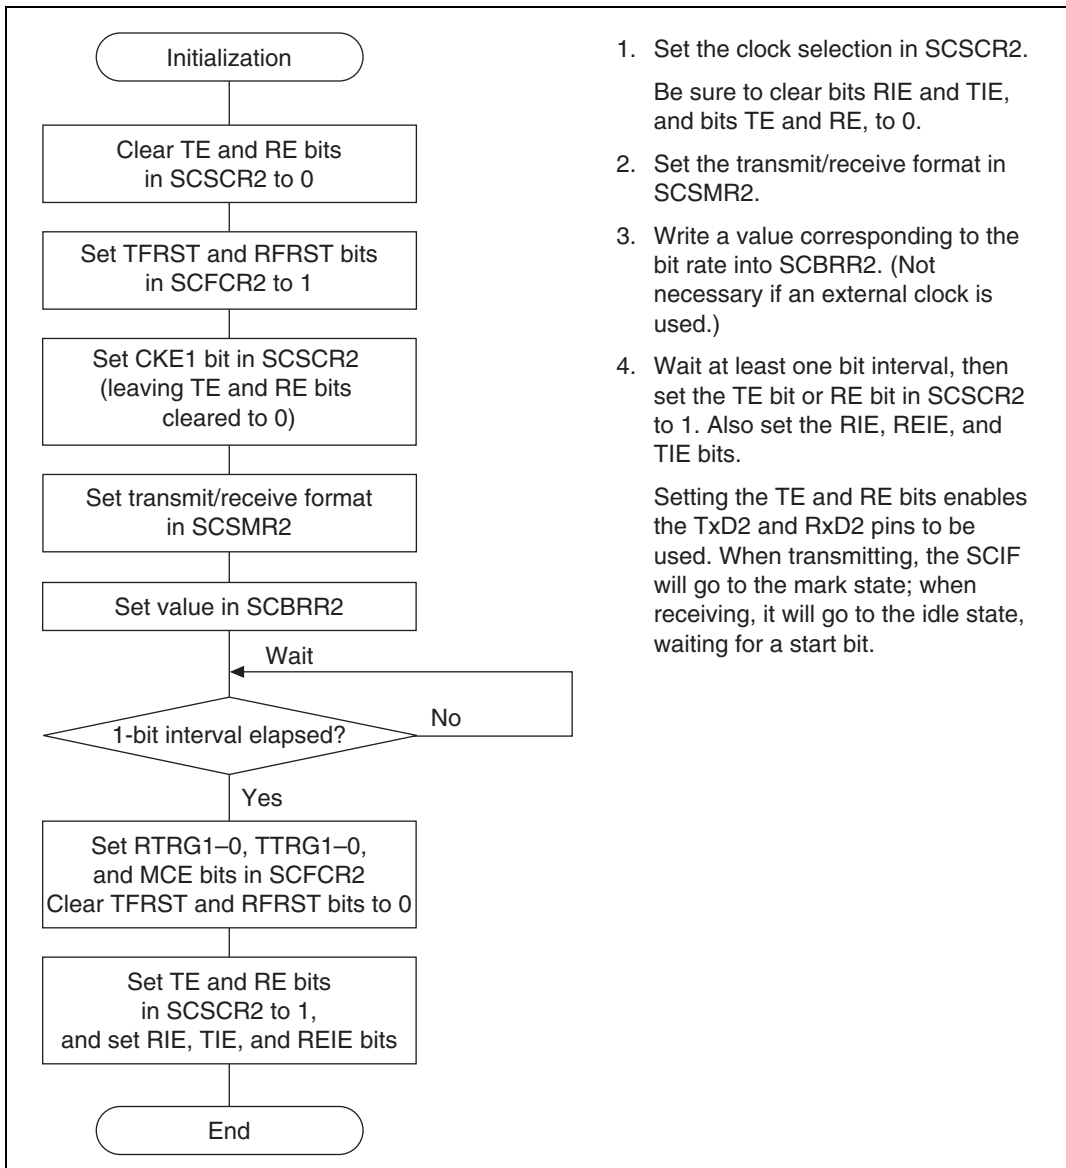 Initialization
Clear TE and RE bits
in SCSCR2 to 0
Set TFRST and RFRST bits
in SCFCR2 to 1
Set CKE1 bit in SCSCR2
(leaving TE and RE bits
cleared to 0)
Set transmit/receive format
in SCSMR2
Set value in SCBRR2
Wait
1-bit interval elapsed?
No
Yes
Set RTRG1–0, TTRG1–0,
and MCE bits in SCFCR2
Clear TFRST and RFRST bits to 0
Set TE and RE bits
in SCSCR2 to 1,
and set RIE, TIE, and REIE bits
End
1. Set the clock selection in SCSCR2.
Be sure to clear bits RIE and TIE,
and bits TE and RE, to 0.
2. Set the transmit/receive format in
SCSMR2.
3. Write a value corresponding to the
bit rate into SCBRR2. (Not
necessary if an external clock is
used.)
4. Wait at least one bit interval, then
set the TE bit or RE bit in SCSCR2
to 1. Also set the RIE, REIE, and
TIE bits.
Setting the TE and RE bits enables
the TxD2 and RxD2 pins to be
used. When transmitting, the SCIF
will go to the mark state; when
receiving, it will go to the idle state,
waiting for a start bit.